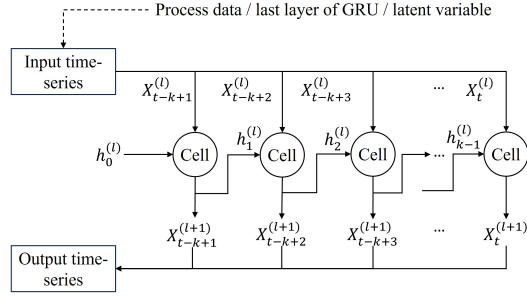 Process data / last layer of GRU / latent variable
Input time-
series
X_{t-k+1}^{(l)} X_{t-k+2}^{(l)} X_{t-k+3}^{(l)} ... X_t^{(l)}
h_0^{(l)} Cell h_1^{(l)} Cell h_2^{(l)} Cell ... h_{k-1}^{(l)} Cell
X_{t-k+1}^{(l+1)} X_{t-k+2}^{(l+1)} X_{t-k+3}^{(l+1)} ... X_t^{(l+1)}
Output time-
series